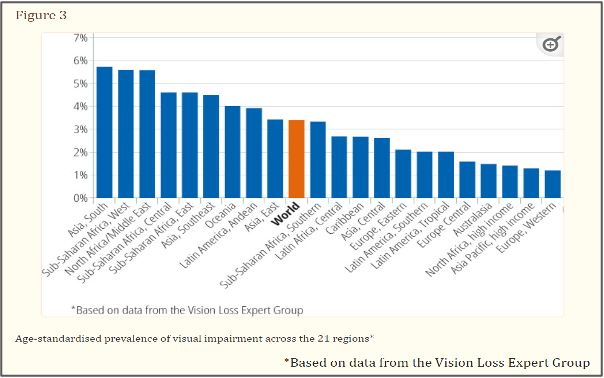 Figure 3
7%
6%
5%
4%
3%
2%
1%
0%
Asia, South
Sub-Saharan Africa, West
North Africa/Middle East
Sub-Saharan Africa, Central
Sub-Saharan Africa, East
Asia, Southeast
Oceania
Latin America, Andean
Asia, East
World
Sub-Saharan Africa, Southern
Latin Africa, Central
Caribbean
Asia, Central
Europe, Eastern
Latin America, Southern
Latin America, Tropical
Europe Central
Australasia
North Africa, high income
Asia Pacific, high income
Europe, Western
*Based on data from the Vision Loss Expert Group
Age-standardised prevalence of visual impairment across the 21 regions*
*Based on data from the Vision Loss Expert Group